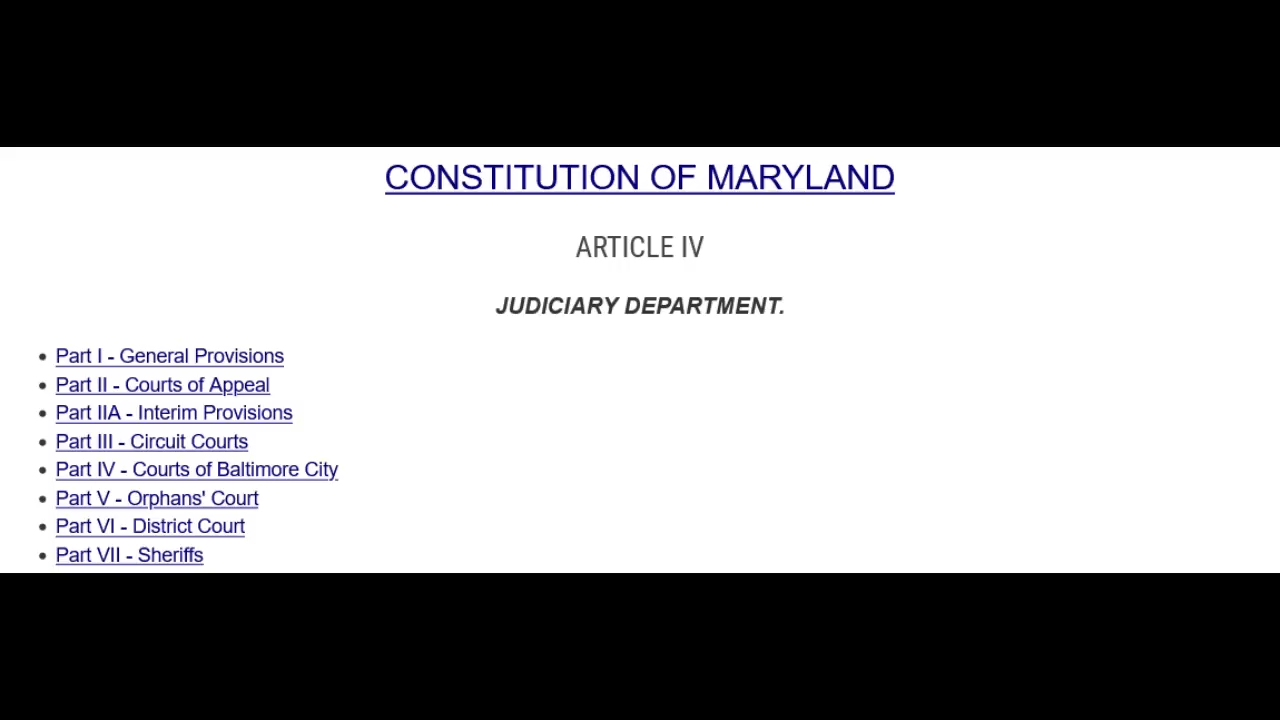 CONSTITUTION OF MARYLAND
ARTICLE IV
JUDICIARY DEPARTMENT.
• Part I - General Provisions
• Part II - Courts of Appeal
• Part IIA - Interim Provisions
• Part III - Circuit Courts
• Part IV - Courts of Baltimore City
• Part V - Orphans' Court
• Part VI - District Court
• Part VII - Sheriffs